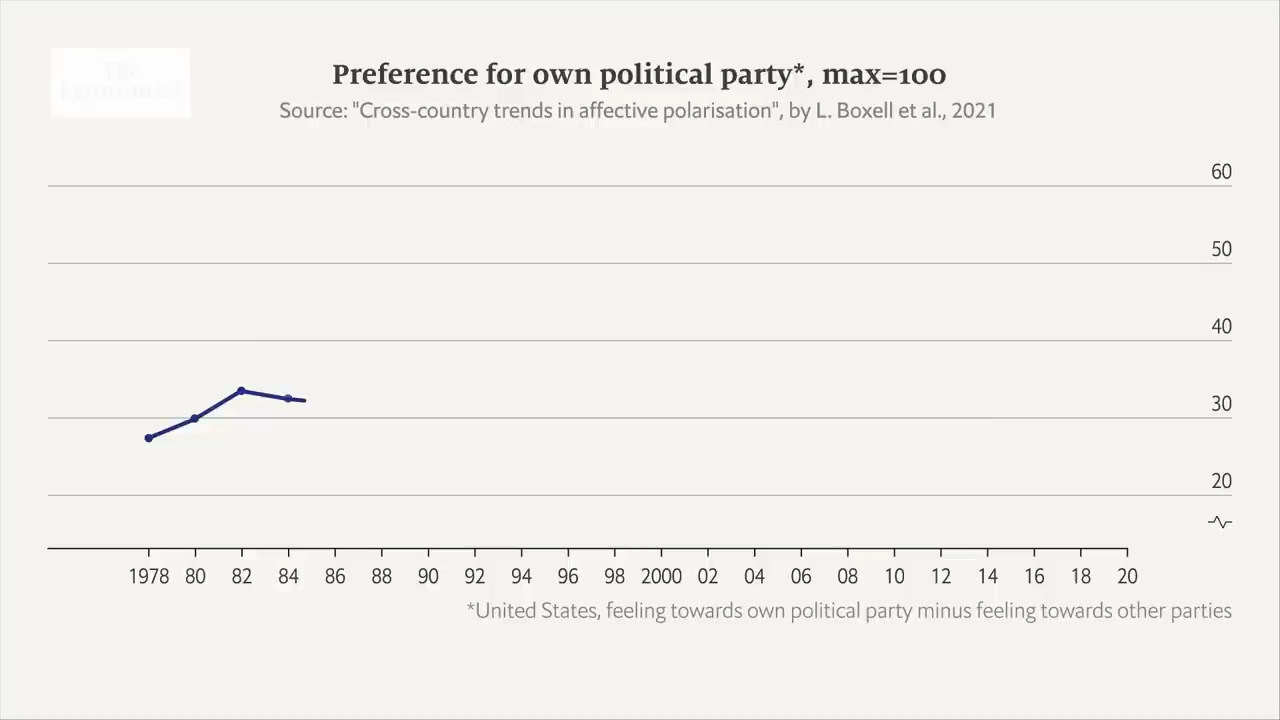 Preference for own political party*, max=100
Source: "Cross-country trends in affective polarisation", by L. Boxell et al., 2021
60
50
40
30
20
1978 80 82 84 86 88 90 92 94 96 98 2000 02 04 06 08 10 12 14 16 18 20
*United States, feeling towards own political party minus feeling towards other parties